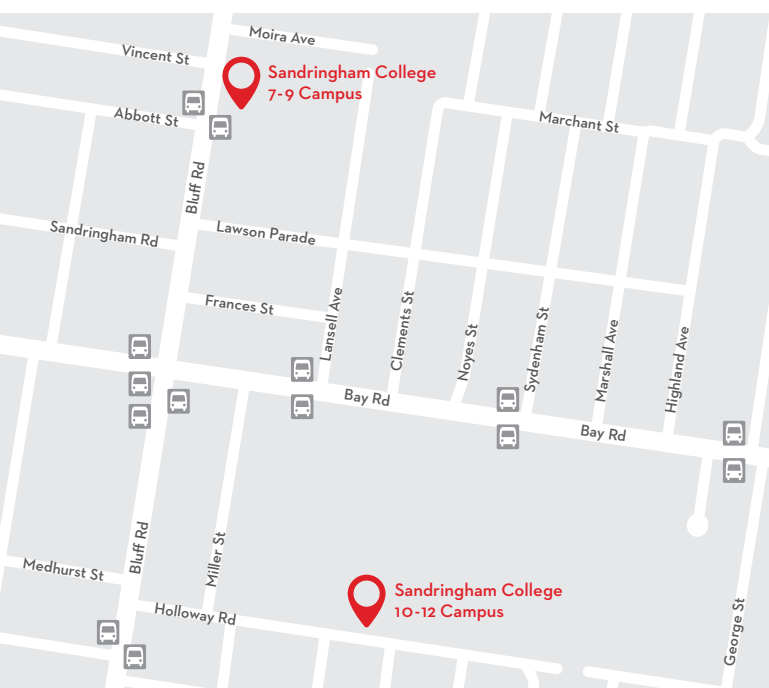 Moira Ave
Vincent St
Sandringham College
7-9 Campus
Abbott St
Marchant St
Bluff Rd
Sandringham Rd
Lawson Parade
Frances St
Lansell Ave
Clements St
Noyes St
Sydenham St
Marshall Ave
Highland Ave
Bay Rd
Bay Rd
Bluff Rd
Miller St
Medhurst St
Sandringham College
10-12 Campus
Holloway Rd
George St